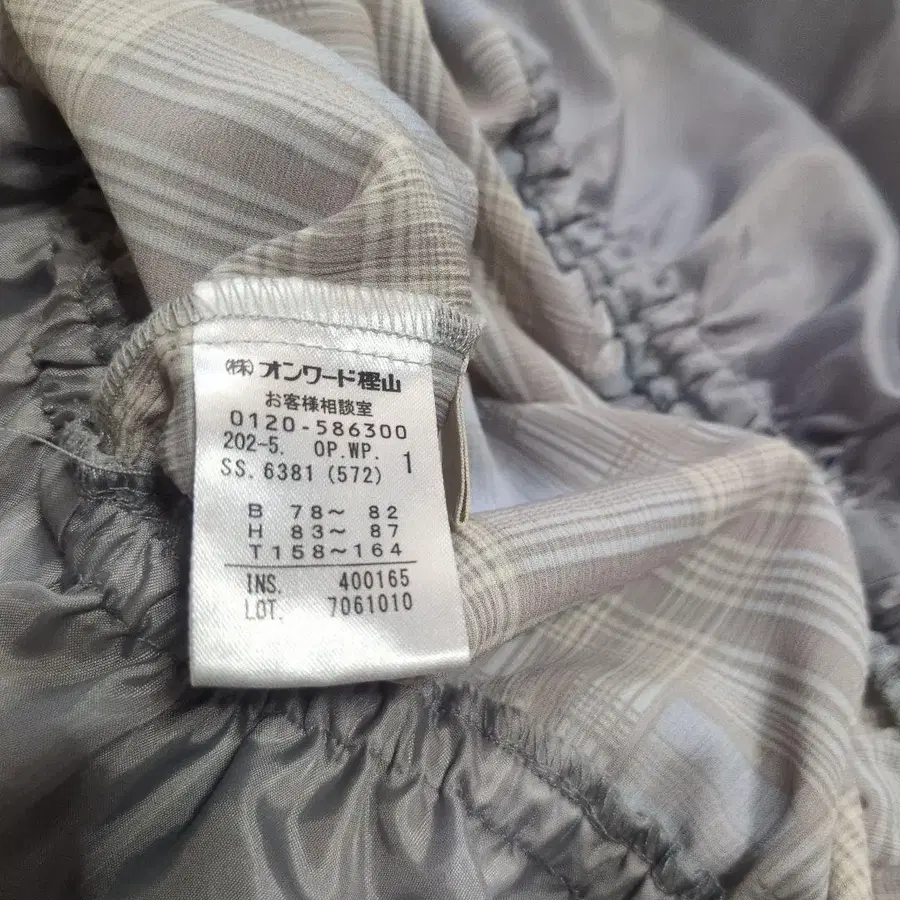 ㈱オンワード樫山
お客様相談室
0120-586300
202-5. OP.WP. 1
SS.6381(572)
B 78～ 82
H 83～ 87
T158～164
INS. 400165
LOT. 7061010